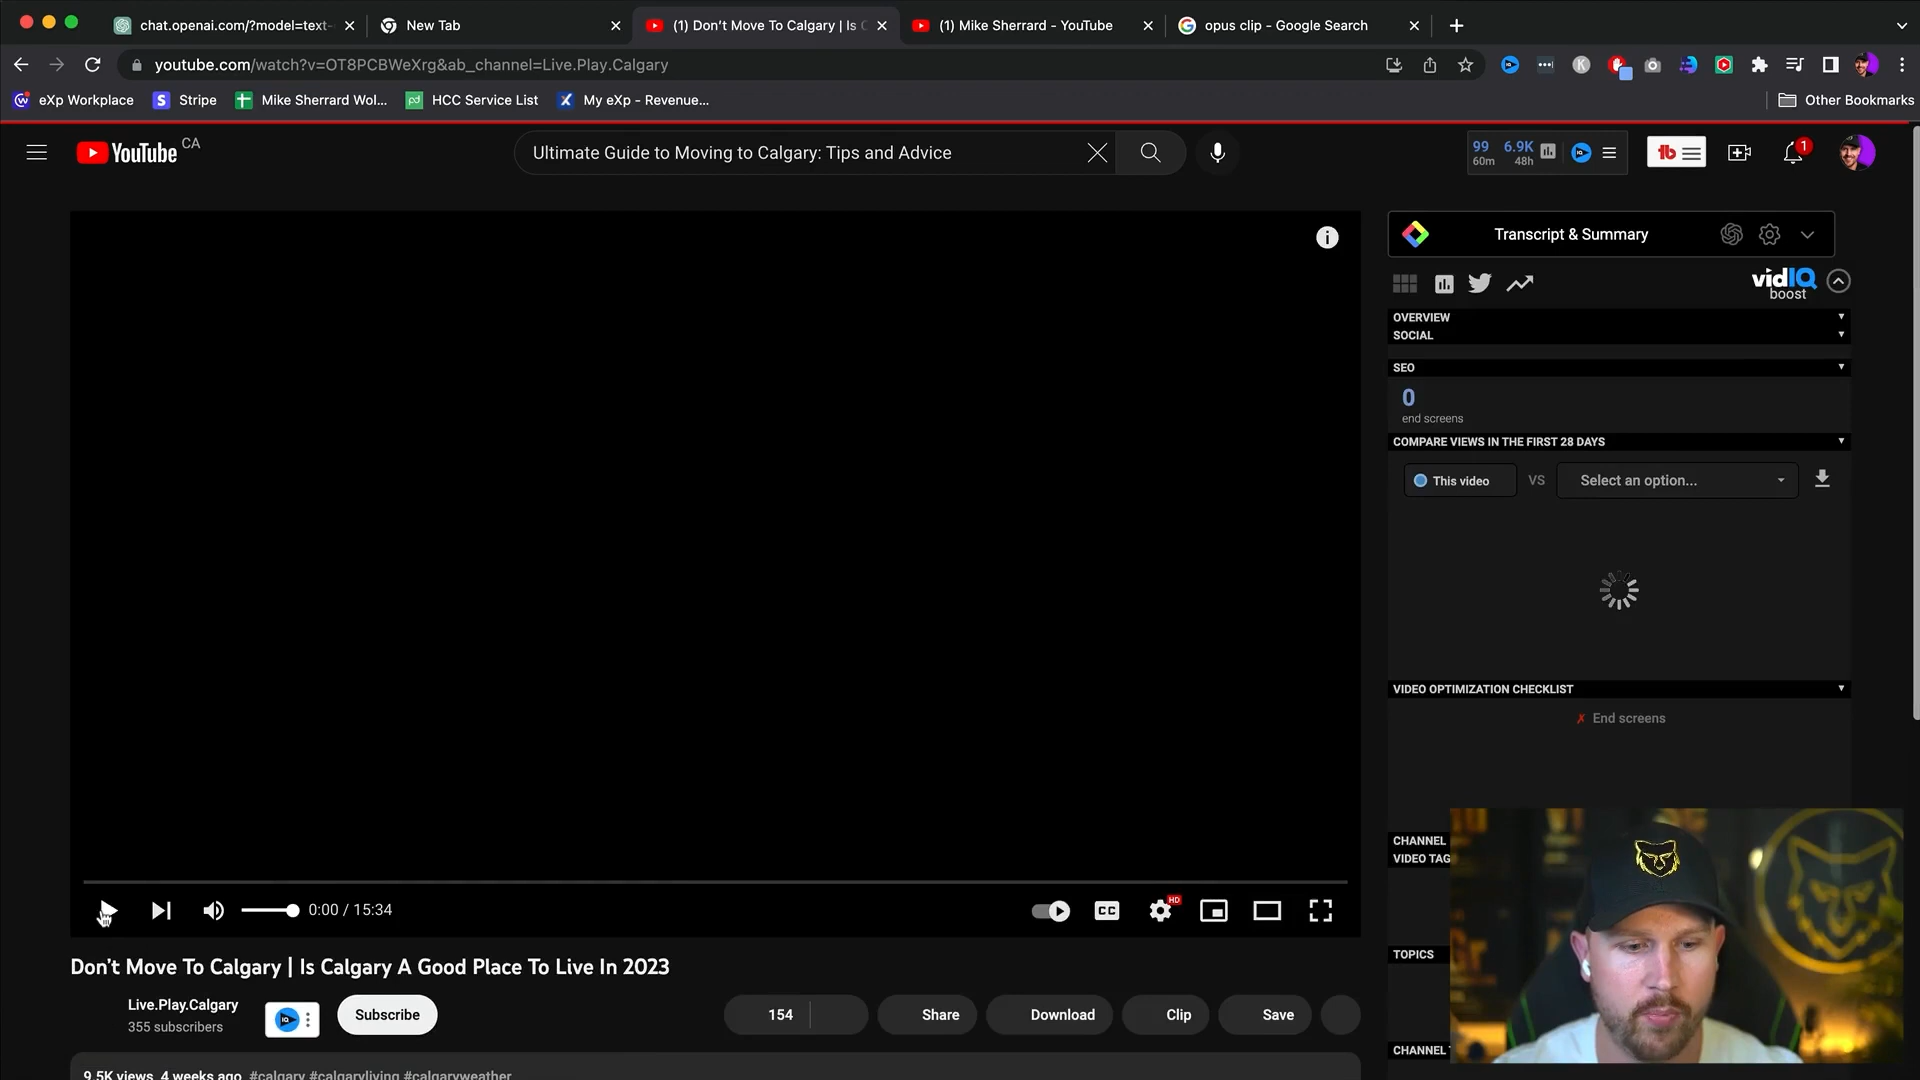 chat.openai.com/?model=text-
New Tab
(1) Don't Move To Calgary | Is C
(1) Mike Sherrard - YouTube
opus clip - Google Search
youtube.com/watch?v=OT8PCBWeXrg&ab_channel=Live.Play.Calgary
eXp Workplace
Stripe
Mike Sherrard Wol...
HCC Service List
My eXp - Revenue...
Other Bookmarks
YouTube CA
Ultimate Guide to Moving to Calgary: Tips and Advice
99
60m
6.9K
48h
1
Transcript & Summary
vidIQ
boost
OVERVIEW
SOCIAL
SEO
0
end screens
COMPARE VIEWS IN THE FIRST 28 DAYS
This video
VS
Select an option...
VIDEO OPTIMIZATION CHECKLIST
✗ End screens
CHANNEL
VIDEO TAG
TOPICS
CHANNEL
0:00 / 15:34
CC
HD
Don't Move To Calgary | Is Calgary A Good Place To Live In 2023
Live.Play.Calgary
355 subscribers
Subscribe
154
Share
Download
Clip
Save
9.5K views 4 weeks ago #calgary #calgaryliving #calgaryweather